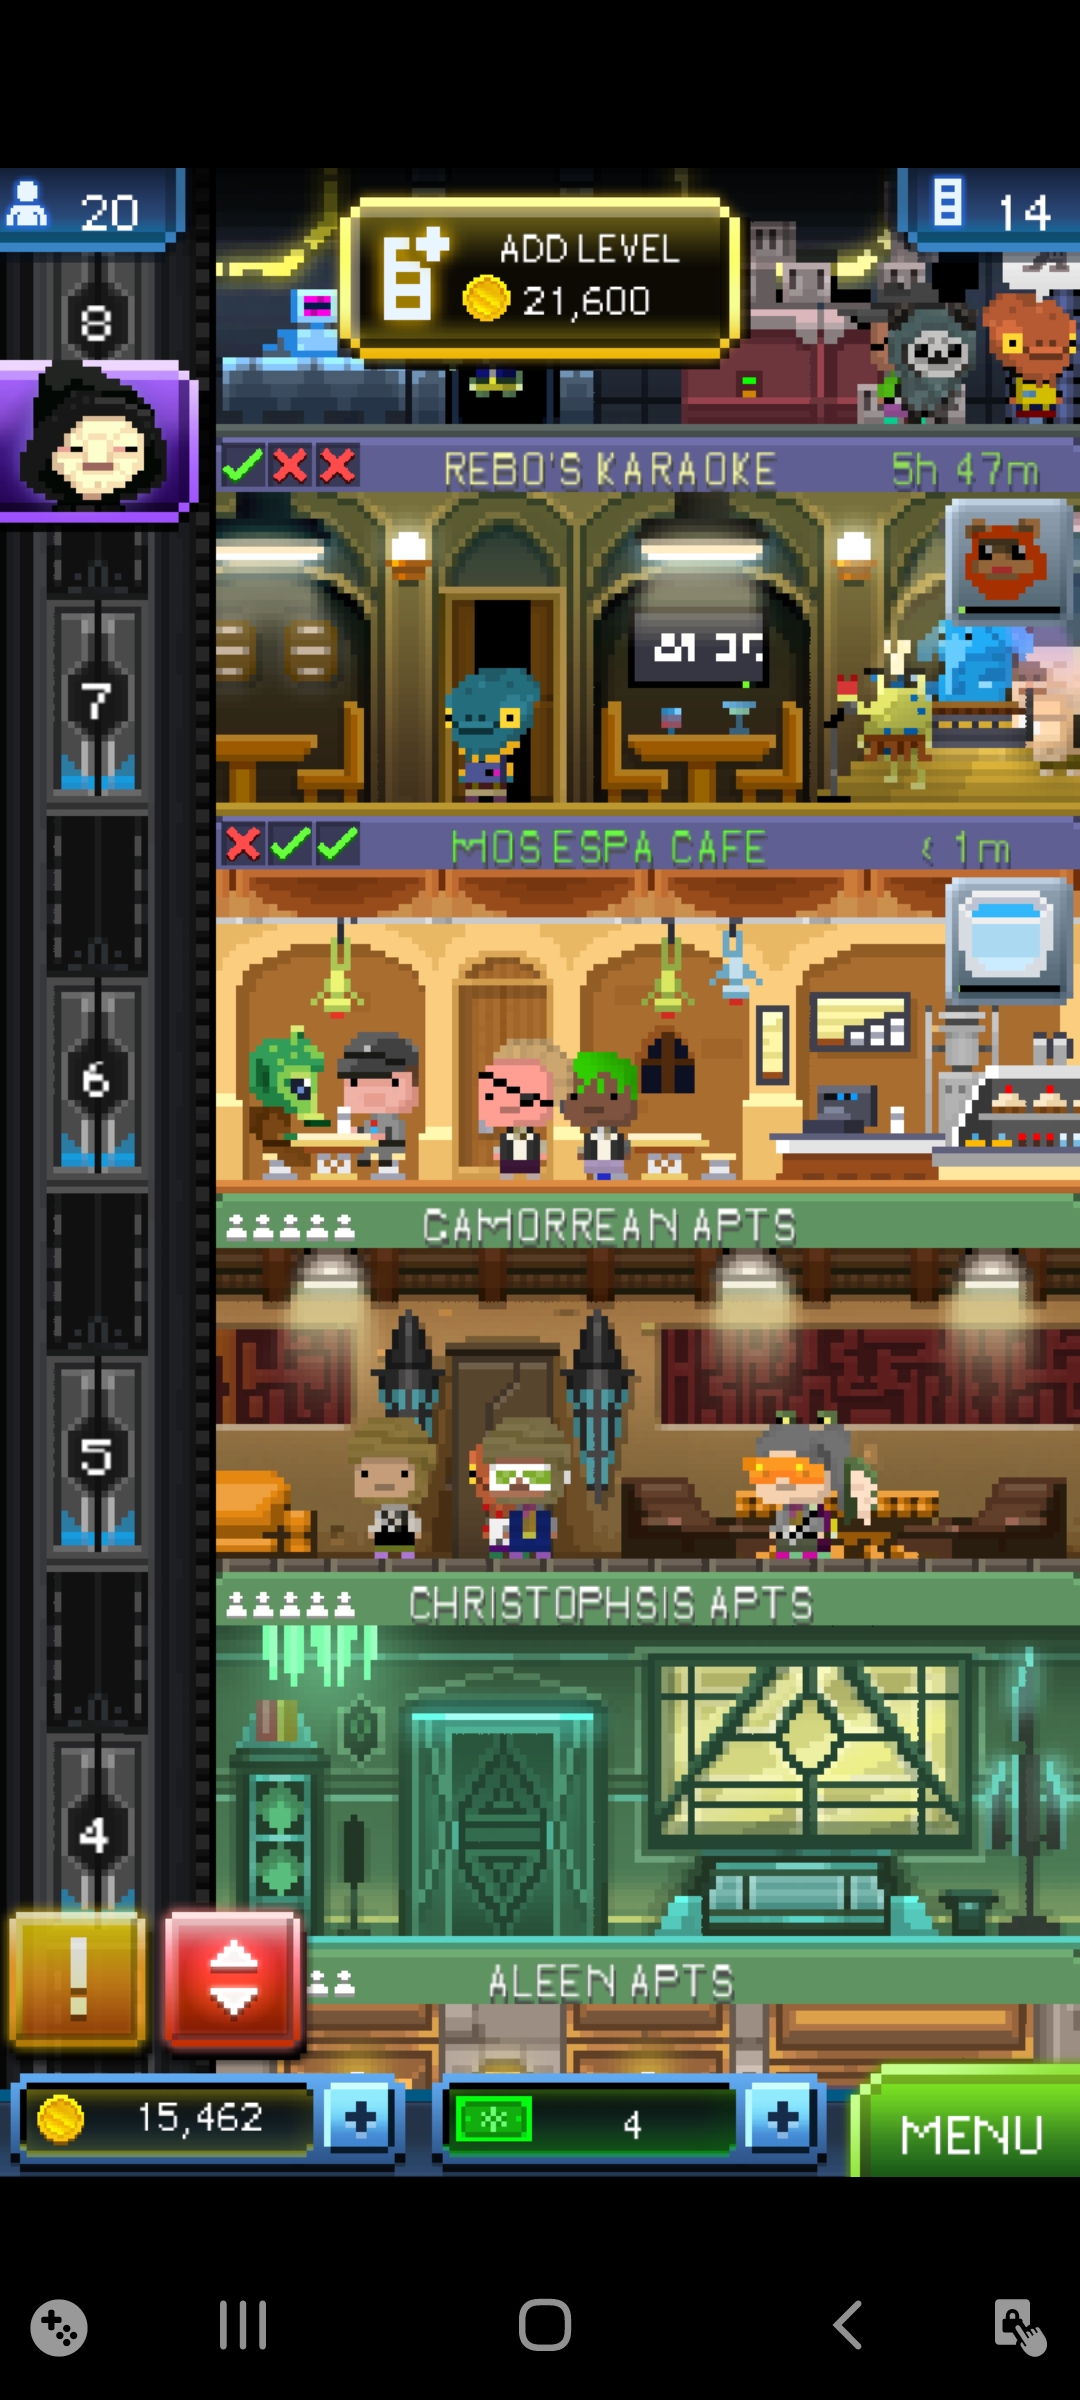 20
ADD LEVEL
21,600
14
8
REBO'S KARAOKE
5h 47m
7
MOS ESPA CAFE
< 1m
6
CAMORREAN APTS
5
CHRISTOPHSIS APTS
4
!
ALEEN APTS
15,462
+
4
+
MENU